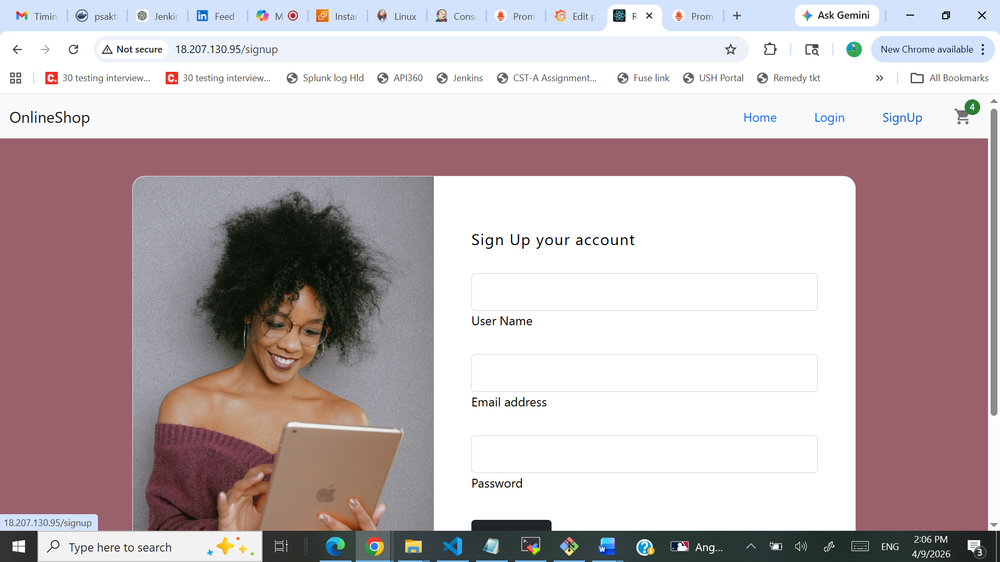 Timin
psakt
Jenkin
Feed
M
Instar
Linux
Conso
Prom
Edit p
R
Prom
Ask Gemini
Not secure
18.207.130.95/signup
New Chrome available
30 testing interview...
30 testing interview...
Splunk log Hld
API360
Jenkins
CST-A Assignment...
Fuse link
USH Portal
Remedy tkt
All Bookmarks
OnlineShop
Home
Login
SignUp
4
Sign Up your account
User Name
Email address
Password
18.207.130.95/signup
Type here to search
Ang...
ENG
2:06 PM
4/9/2026
3